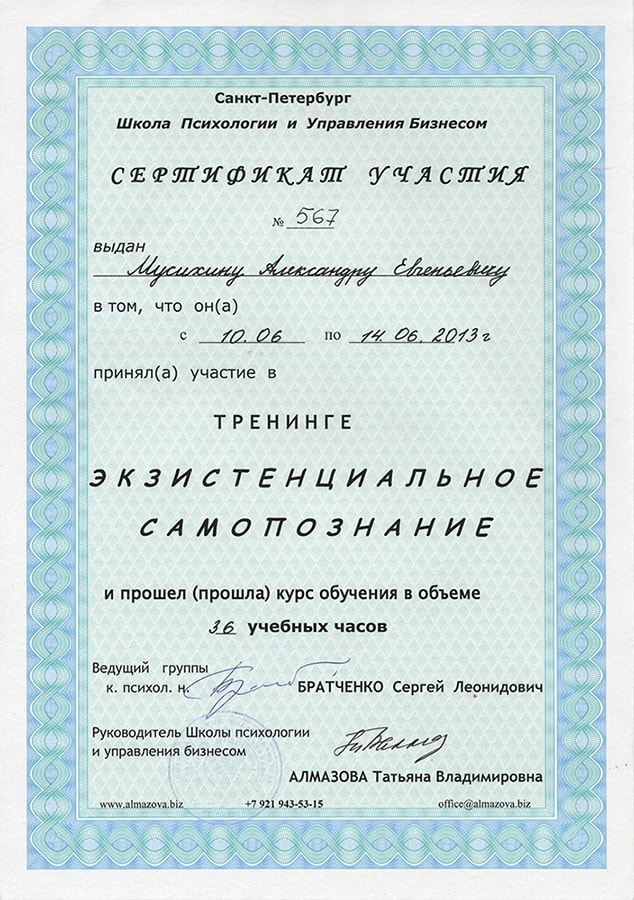 Санкт-Петербург
Школа Психологии и Управления Бизнесом
СЕРТИФИКАТ УЧАСТИЯ
№ 567
выдан
Мусихину Александру Евгеньевичу
в том, что он(а)
с 10.06 по 14.06.2013 г
принял(а) участие в
ТРЕНИНГЕ
ЭКЗИСТЕНЦИАЛЬНОЕ
САМОПОЗНАНИЕ
и прошел (прошла) курс обучения в объеме
36 учебных часов
Ведущий группы
к. психол. н. БРАТЧЕНКО Сергей Леонидович
Руководитель Школы психологии
и управления бизнесом
АЛМАЗОВА Татьяна Владимировна
www.almazova.biz +7 921 943-53-15 office@almazova.biz